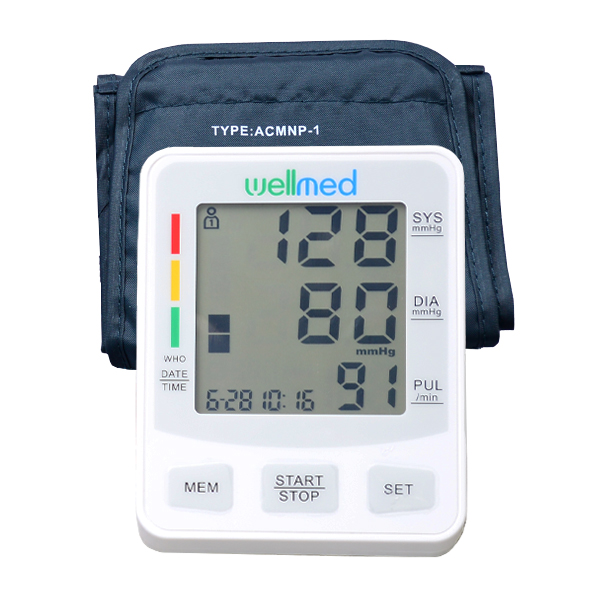 TYPE:ACMNP-1
wellmed
1
128
SYS
mmHg
80
DIA
mmHg
mmHg
WHO
DATE
TIME
6-28 10:16
91
PUL
/min
MEM
START
STOP
SET